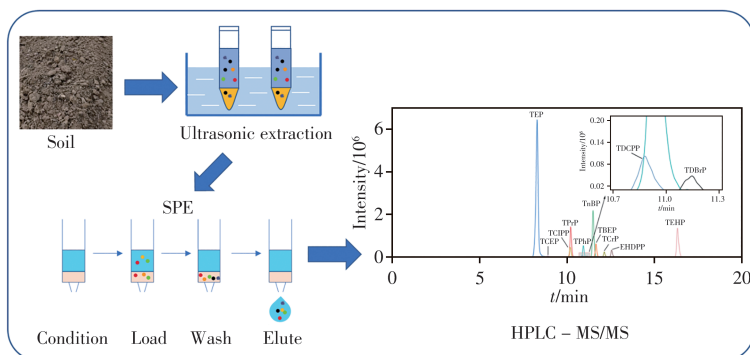 Soil
Ultrasonic extraction
SPE
Condition
Load
Wash
Elute
Intensity/10⁶
6
4
2
0
0
5
10
15
20
t/min
TEP
TCEP
TCIPP
TPrP
TPhP
TnBP
TBEP
TCrP
EHDPP
TEHP
Intensity/10⁶
0.20
0.14
0.08
0.02
10.7
11.0
11.3
t/min
TDCPP
TDBrP
HPLC – MS/MS